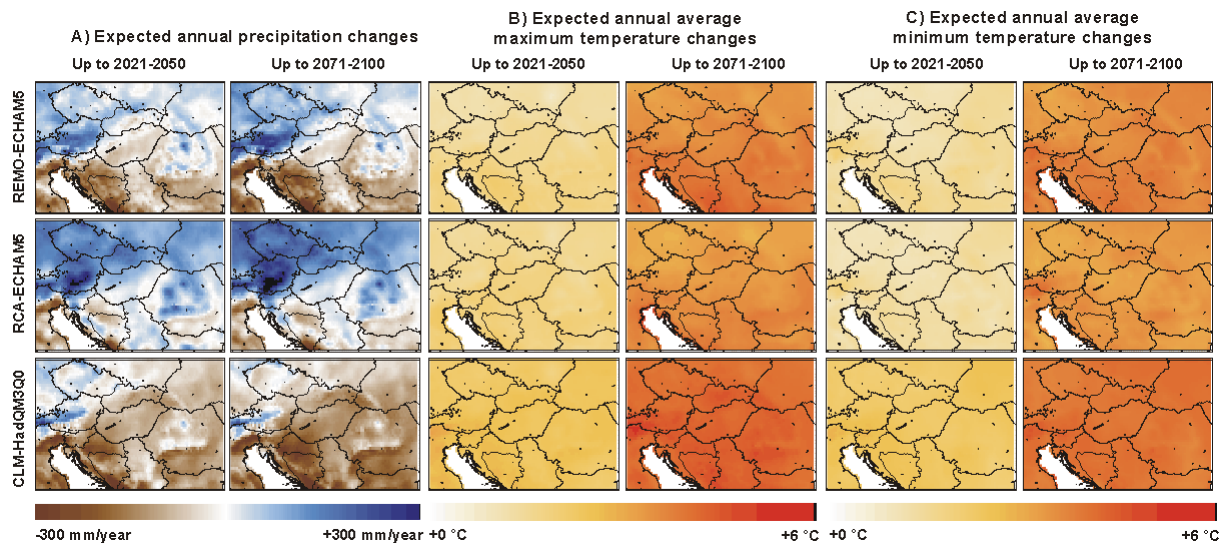 A) Expected annual precipitation changes
B) Expected annual average
maximum temperature changes
C) Expected annual average
minimum temperature changes
Up to 2021-2050
Up to 2071-2100
Up to 2021-2050
Up to 2071-2100
Up to 2021-2050
Up to 2071-2100
REMO-ECHAM5
RCA-ECHAM5
CLM-HadQM3Q0
-300 mm/year
+300 mm/year
+0 °C
+6 °C
+0 °C
+6 °C